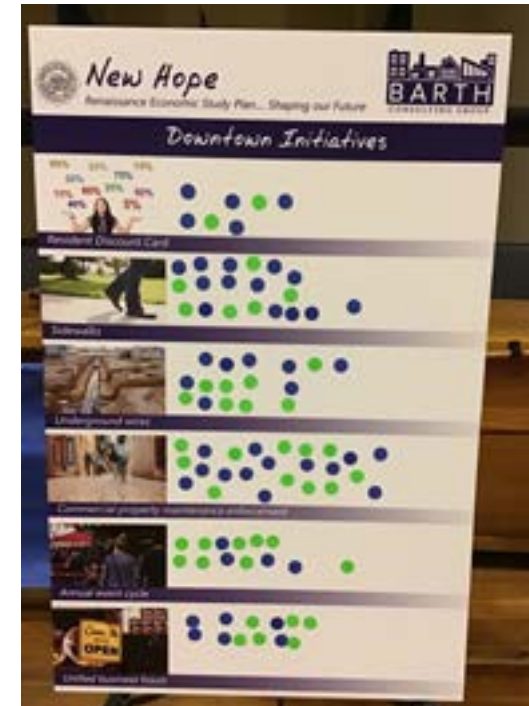 New Hope
Renaissance Economic Study Plan... Shaping our Future
BARTH
CONSULTING GROUP
Downtown Initiatives
Resident Discount Card
Sidewalks
Underground wires
Commercial property maintenance enforcement
Annual event cycle
OPEN
Unified business hours